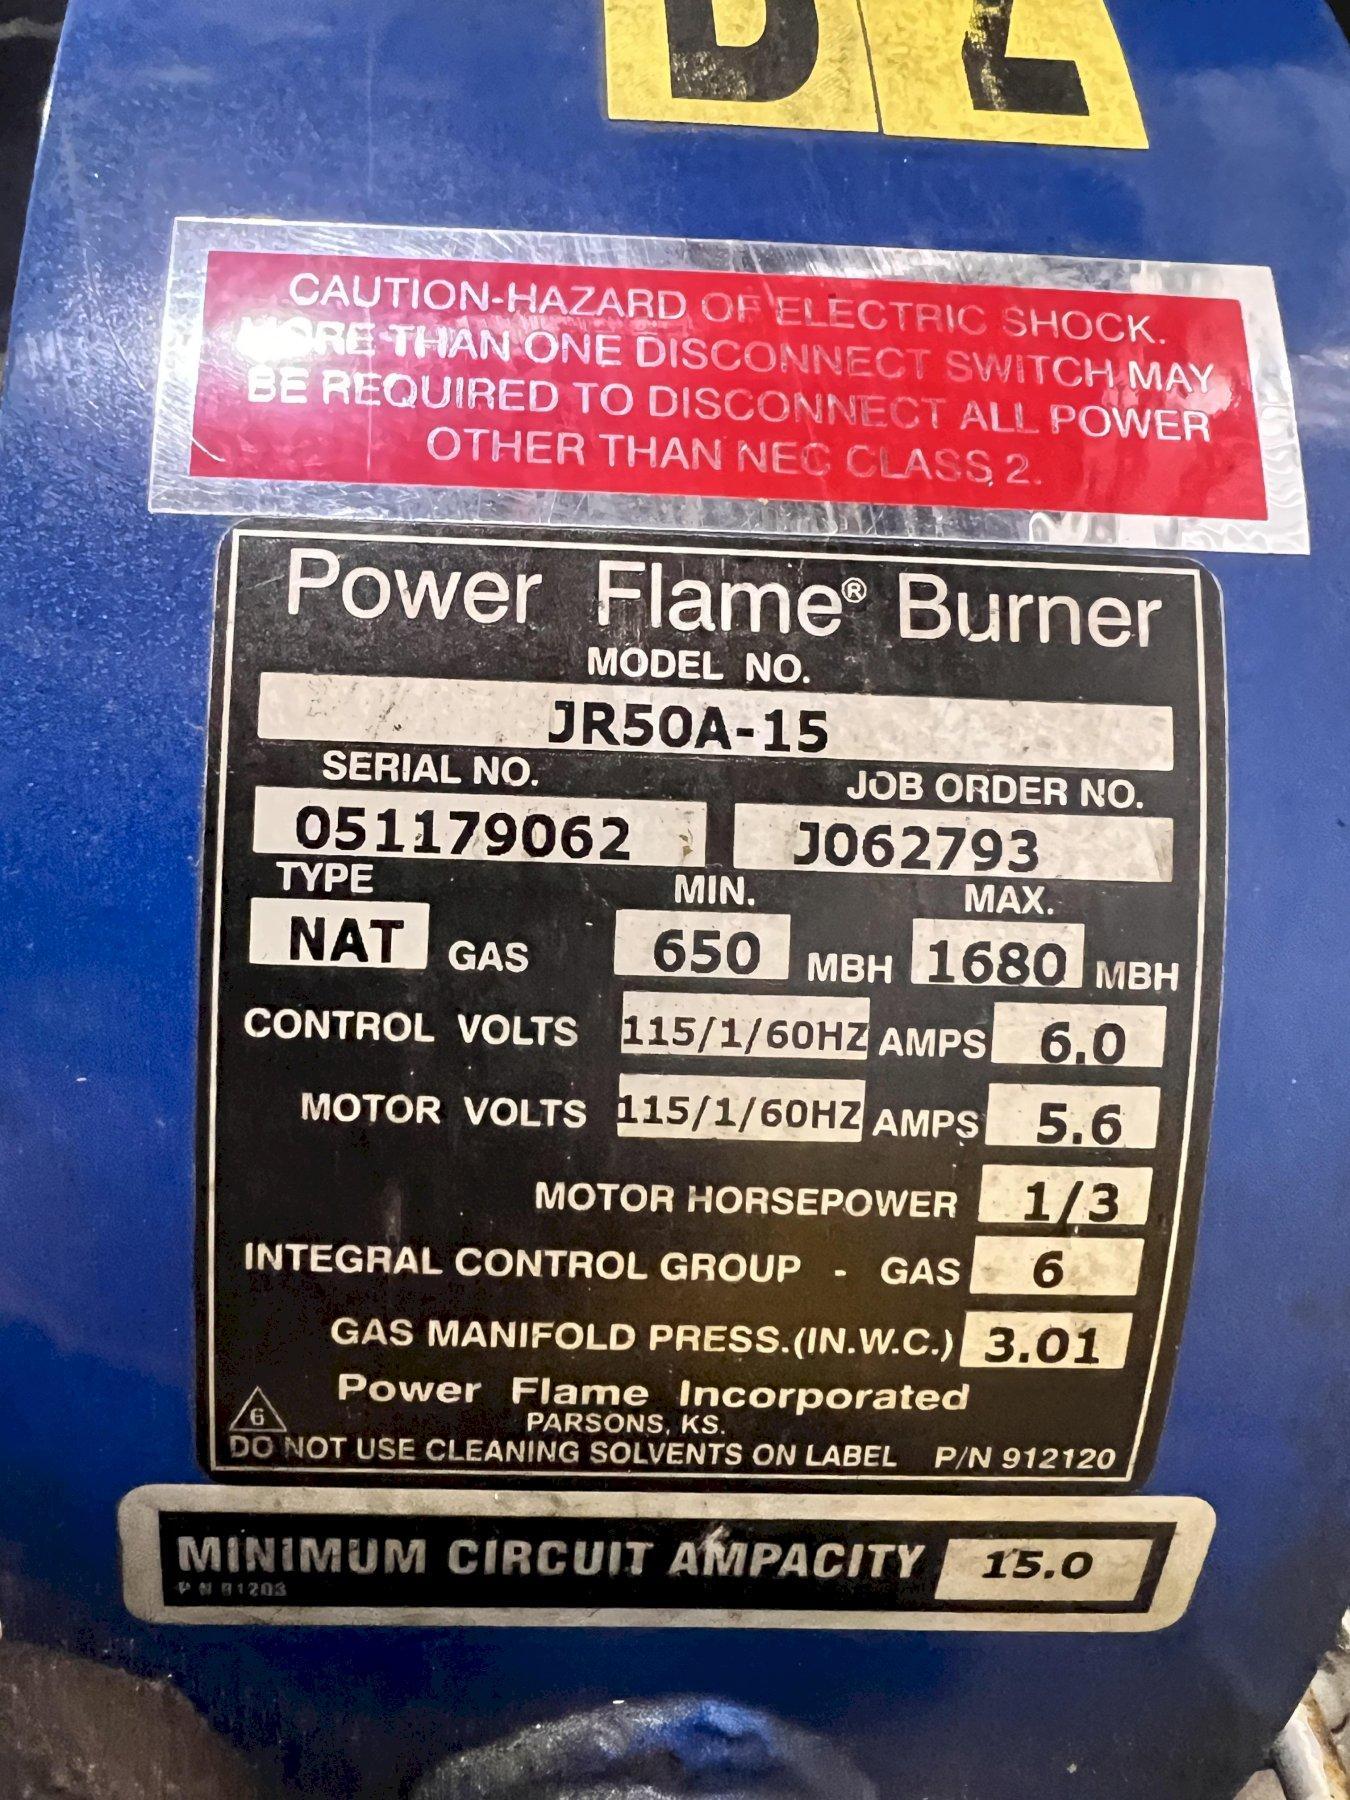 CAUTION-HAZARD OF ELECTRIC SHOCK.
MORE THAN ONE DISCONNECT SWITCH MAY
BE REQUIRED TO DISCONNECT ALL POWER
OTHER THAN NEC CLASS 2.
Power Flame® Burner
MODEL NO.
JR50A-15
SERIAL NO. JOB ORDER NO.
051179062 J062793
TYPE MIN. MAX.
NAT GAS 650 MBH 1680 MBH
CONTROL VOLTS 115/1/60HZ AMPS 6.0
MOTOR VOLTS 115/1/60HZ AMPS 5.6
MOTOR HORSEPOWER 1/3
INTEGRAL CONTROL GROUP - GAS 6
GAS MANIFOLD PRESS.(IN.W.C.) 3.01
Power Flame Incorporated
6 PARSONS, KS.
DO NOT USE CLEANING SOLVENTS ON LABEL P/N 912120
MINIMUM CIRCUIT AMPACITY 15.0